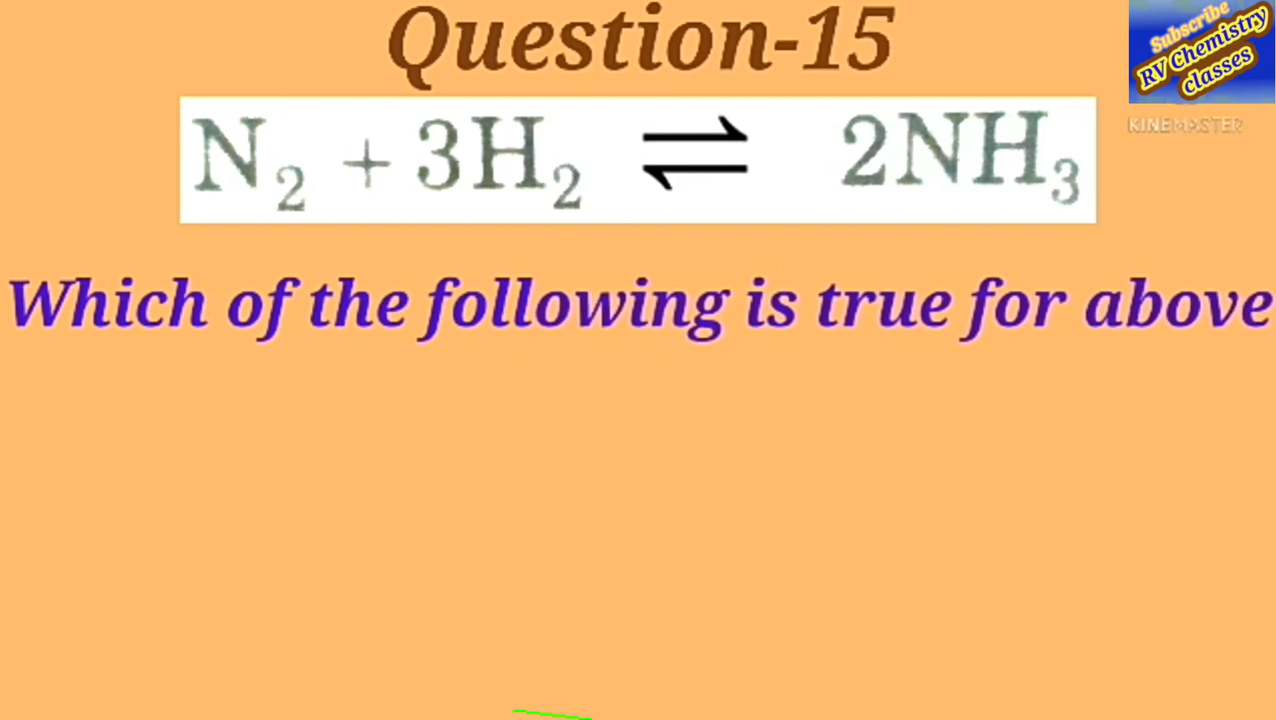 Question-15
Subscribe
RV Chemistry
classes
KINEMASTER
N₂ + 3H₂ ⇌ 2NH₃
Which of the following is true for above